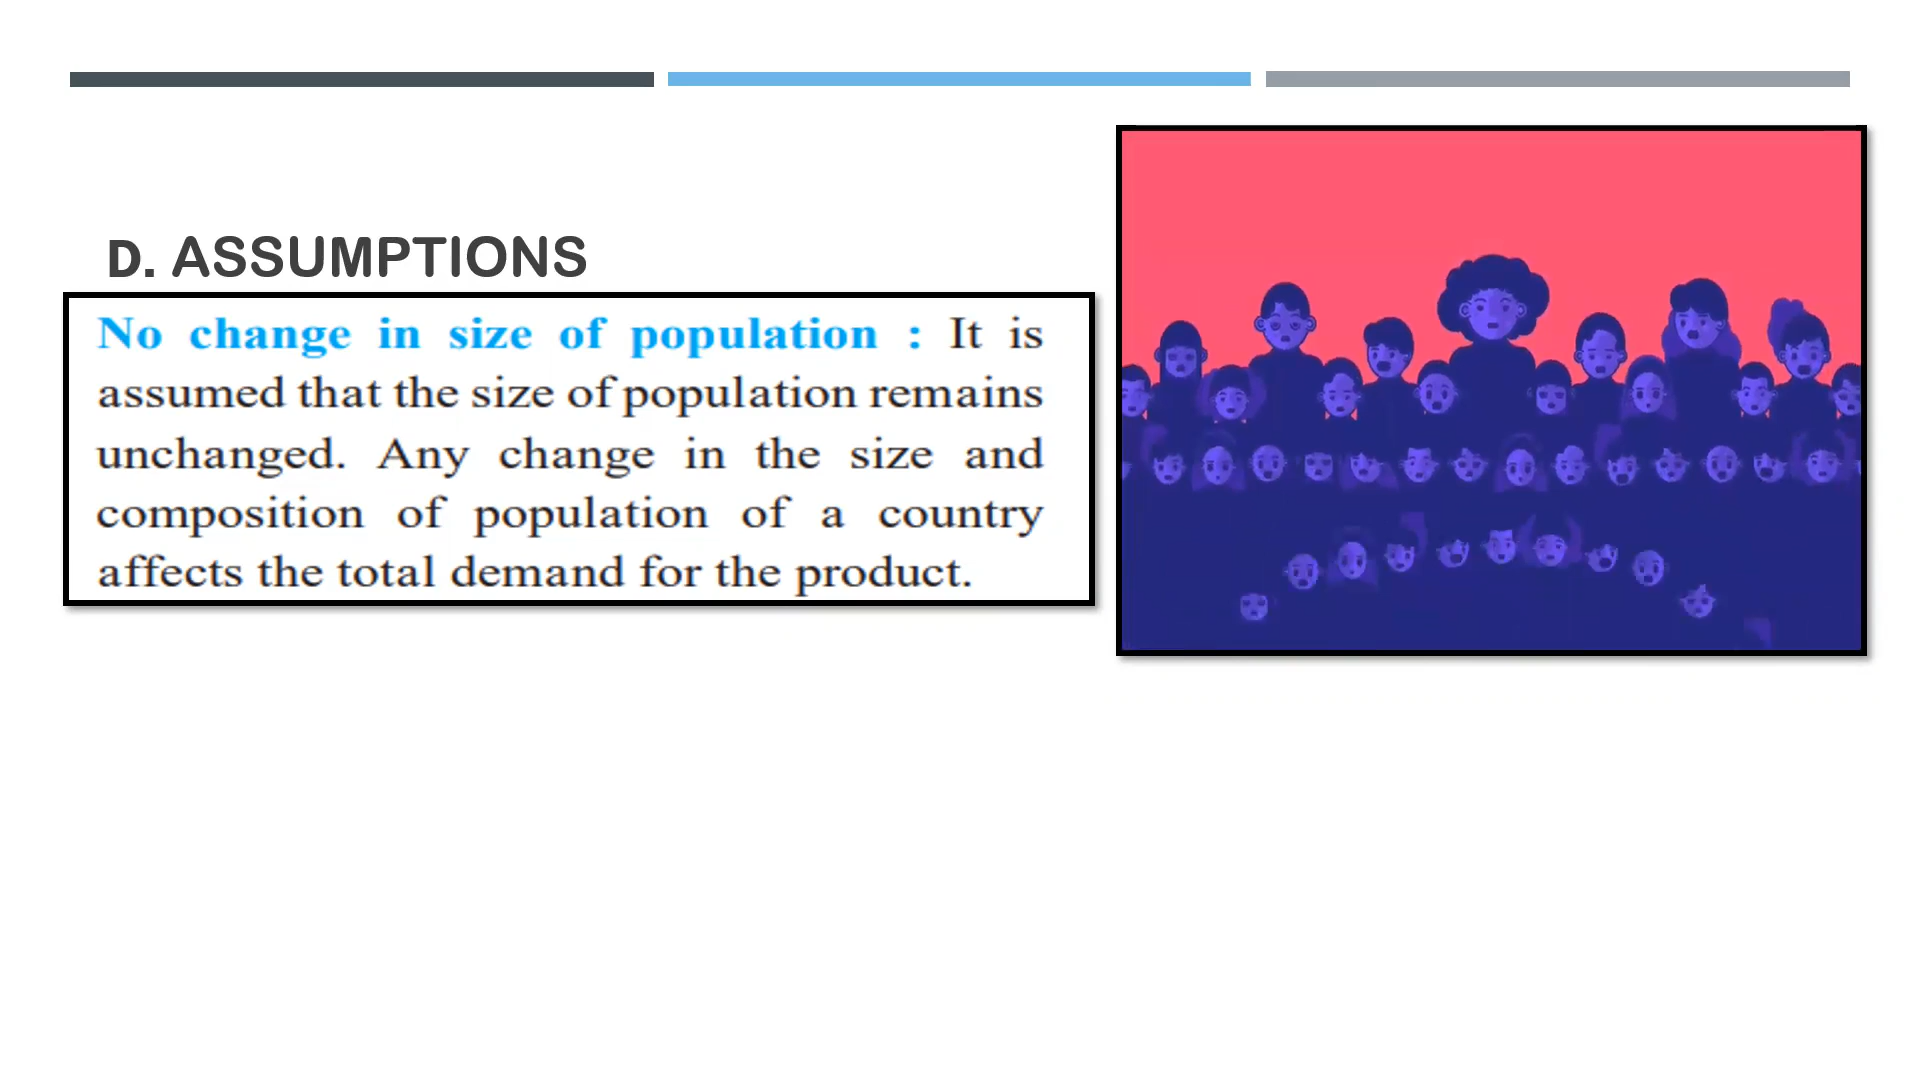 D. ASSUMPTIONS
No change in size of population : It is
assumed that the size of population remains
unchanged. Any change in the size and
composition of population of a country
affects the total demand for the product.